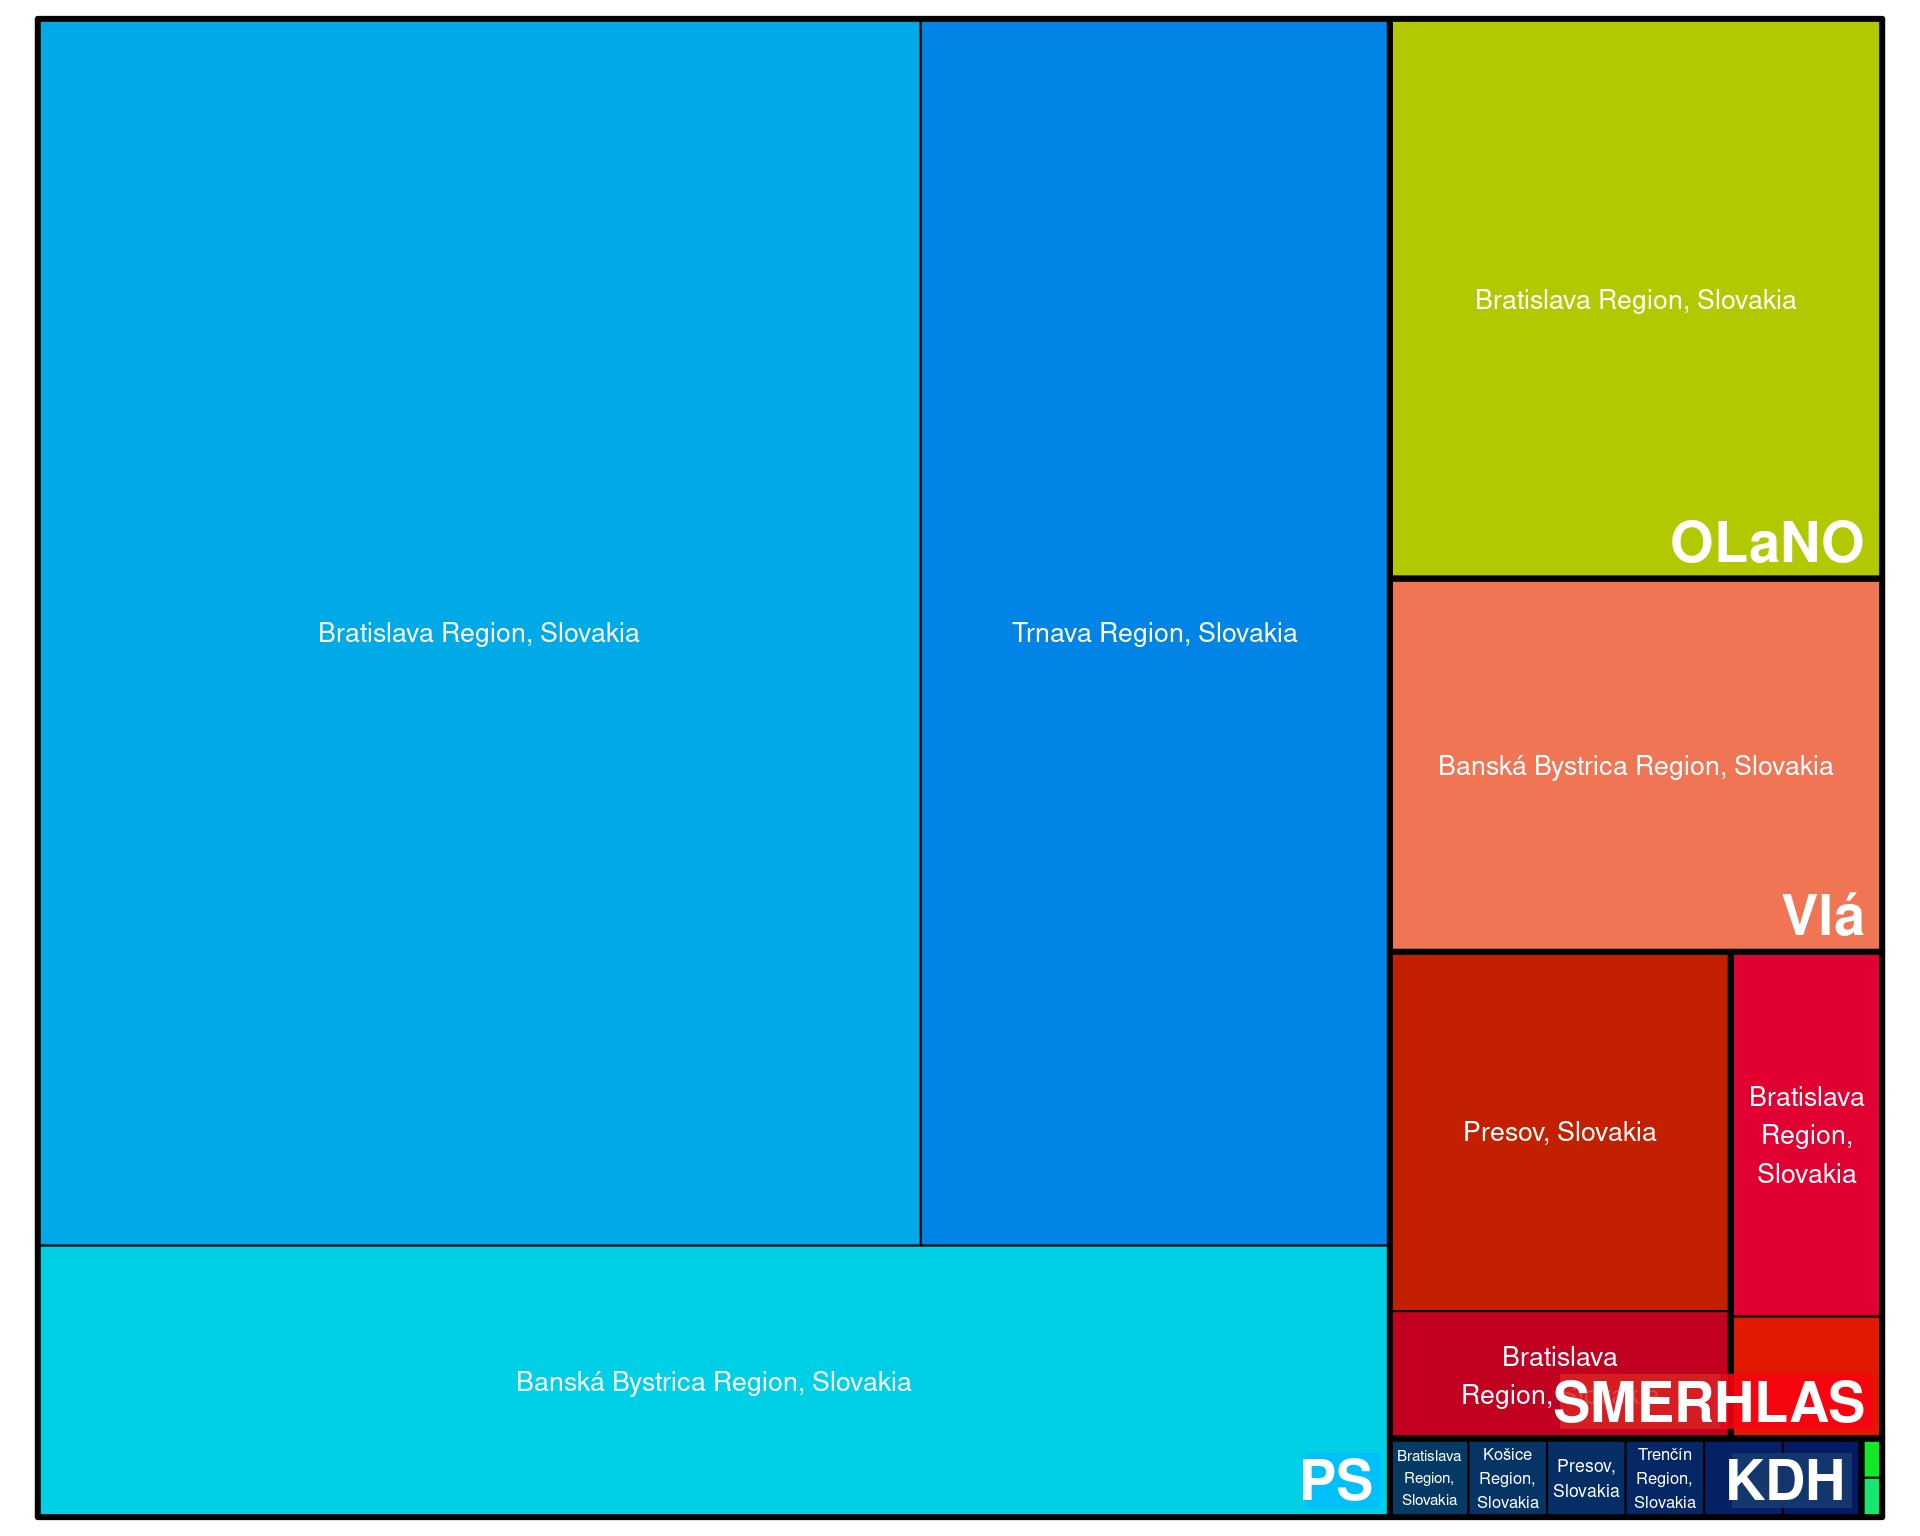 Bratislava Region, Slovakia
Trnava Region, Slovakia
Banská Bystrica Region, Slovakia
PS
Bratislava Region, Slovakia
OLaNO
Banská Bystrica Region, Slovakia
Vlá
Presov, Slovakia
Bratislava
Region,
SMER
Bratislava
Region,
Slovakia
HLAS
Bratislava
Region,
Slovakia
Košice
Region,
Slovakia
Presov,
Slovakia
Trenčín
Region,
Slovakia
KDH